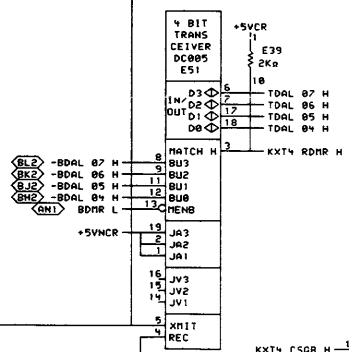 4 BIT
TRANS
CEIVER
DC005
E51
+5VCR
1
E39
2KΩ
10
IN/
OUT
D3 6 TDAL 07 H
D2 7 TDAL 06 H
D1 17 TDAL 05 H
D0 18 TDAL 04 H
MATCH H 3 KXT4 RDMR H
BL2 -BDAL 07 H 8 BU3
BK2 -BDAL 06 H 9 BU2
BJ2 -BDAL 05 H 11 BU1
BH2 -BDAL 04 H 12 BU0
AN1 BDMR L 13 MENB
+5VNCR 19 JA3
2 JA2
1 JA1
16 JV3
15 JV2
14 JV1
5 XMIT
4 REC
KXT4 CSGB H 1